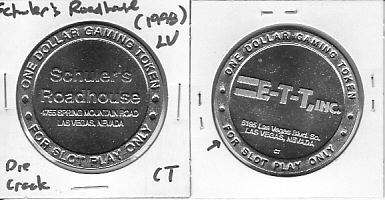 Schuler's Roadhouse
(1998)
LV
ONE DOLLAR GAMING TOKEN
Schuler's
Roadhouse
4755 SPRING MOUNTAIN ROAD
LAS VEGAS, NEVADA
FOR SLOT PLAY ONLY
Die
Crack
CT
ONE DOLLAR GAMING TOKEN
E-T-T, INC.
5195 Las Vegas Blvd. So.
LAS VEGAS, NEVADA
FOR SLOT PLAY ONLY